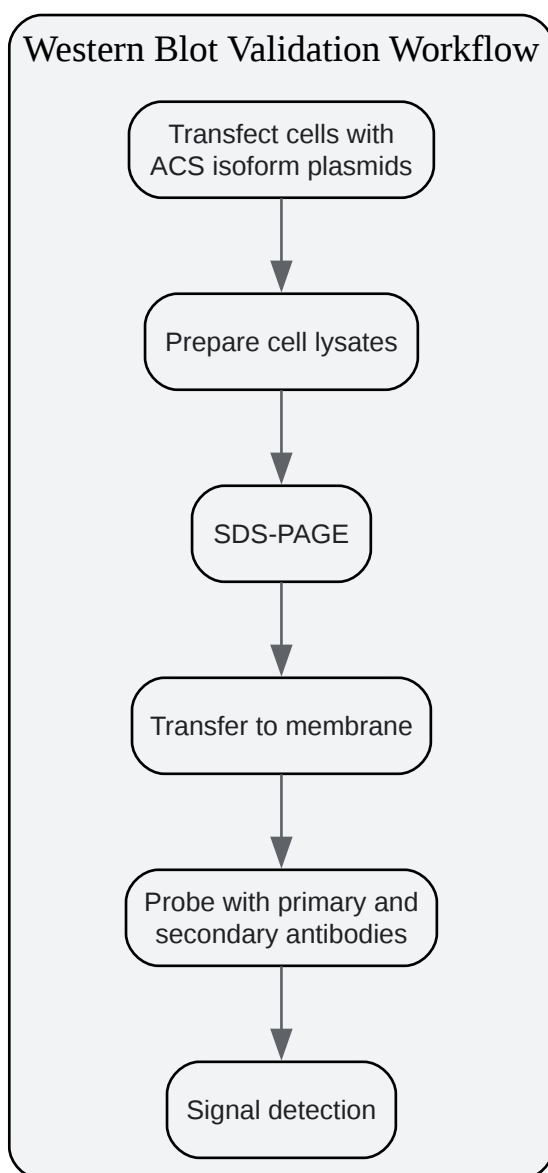 Western Blot Validation Workflow
Transfect cells with
ACS isoform plasmids
Prepare cell lysates
SDS-PAGE
Transfer to membrane
Probe with primary and
secondary antibodies
Signal detection